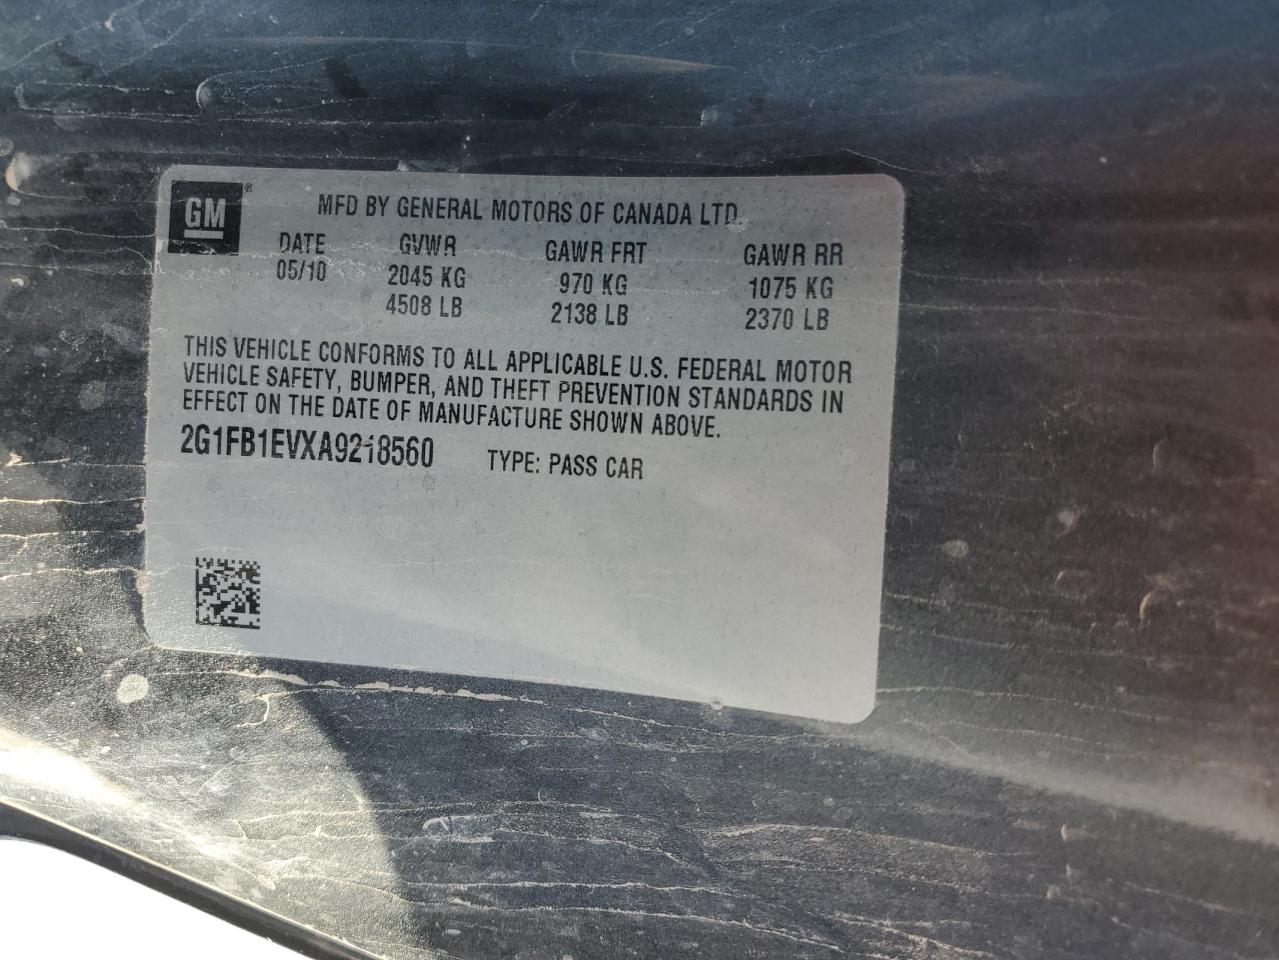 GM ®
MFD BY GENERAL MOTORS OF CANADA LTD.
DATE GVWR GAWR FRT GAWR RR
05/10 2045 KG 970 KG 1075 KG
4508 LB 2138 LB 2370 LB
THIS VEHICLE CONFORMS TO ALL APPLICABLE U.S. FEDERAL MOTOR
VEHICLE SAFETY, BUMPER, AND THEFT PREVENTION STANDARDS IN
EFFECT ON THE DATE OF MANUFACTURE SHOWN ABOVE.
2G1FB1EVXA9218560 TYPE: PASS CAR